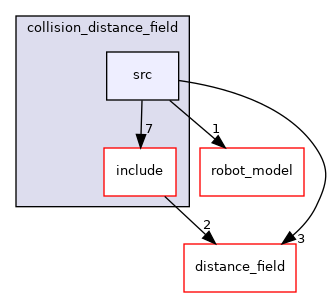 collision_distance_field
src
7
1
include
robot_model
2
3
distance_field